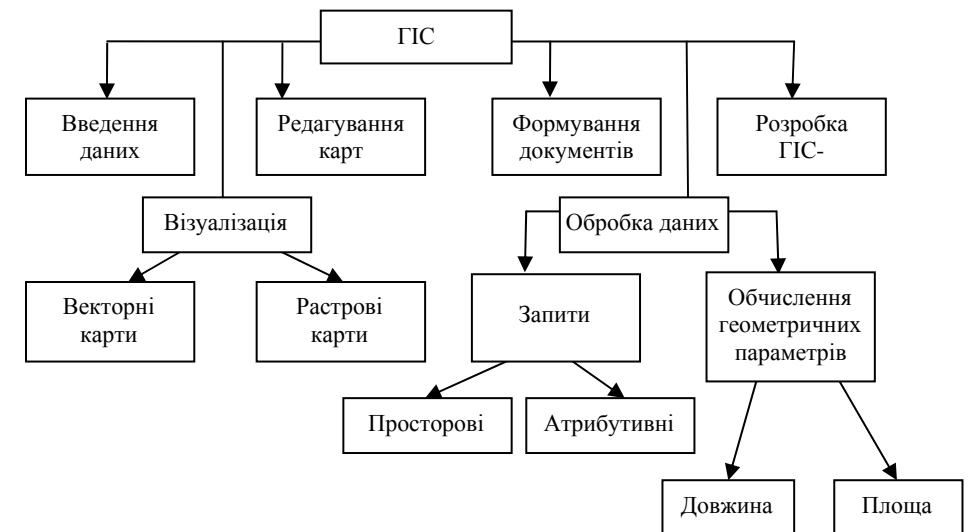 ГІС
Введення
даних
Редагування
карт
Формування
документів
Розробка
ГІС-
Візуалізація
Обробка даних
Векторні
карти
Растрові
карти
Запити
Обчислення
геометричних
параметрів
Просторові
Атрибутивні
Довжина
Площа